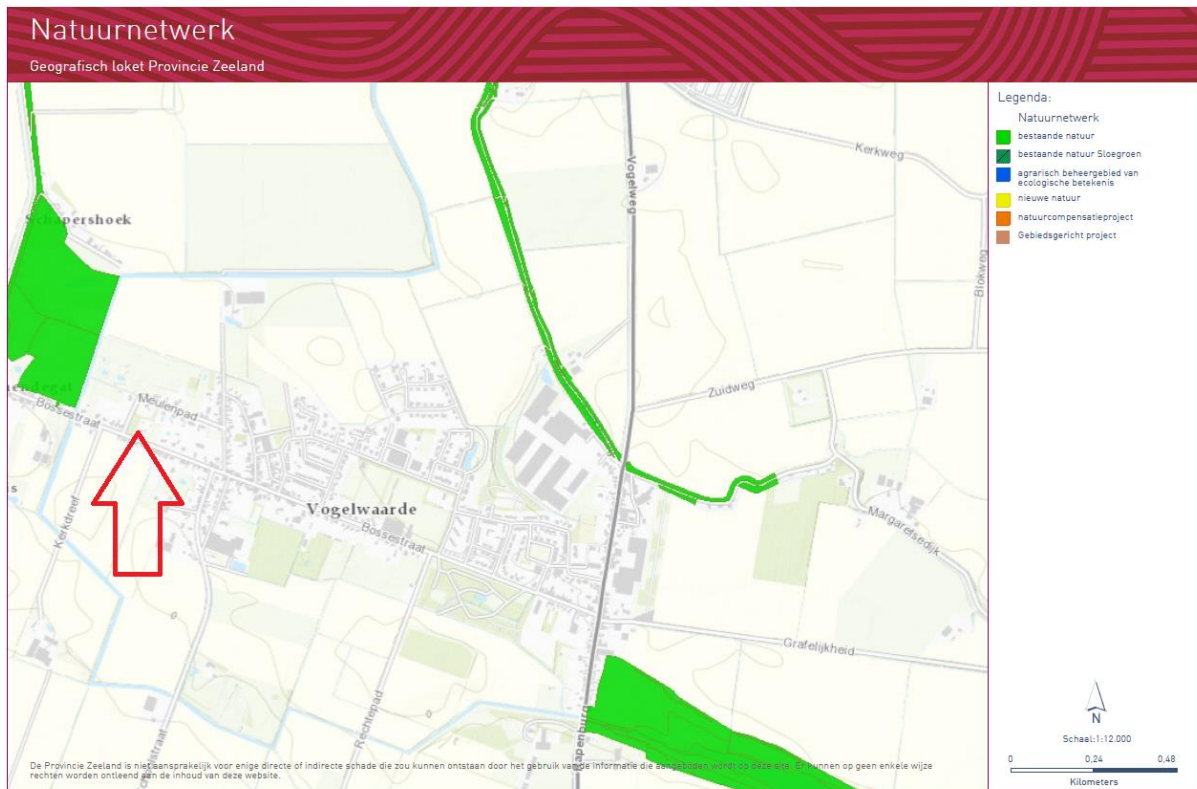 Natuurnetwerk
Geografisch loket Provincie Zeeland
Legenda:
Natuurnetwerk
bestaande natuur
bestaande natuur Sloegroen
agrarisch beheergebied van
ecologische betekenis
nieuwe natuur
natuurcompensatieproject
Gebiedsgericht project
Kerkweg
Vogelweg
Schapershoek
Blokweg
Zuidweg
Meulenpad
Bossestraat
Vogelwaarde
Bossestraat
Kerkdreef
Margaretsedijk
Grafelijkheid
Rechtepad
0
0
N
Schaal:1:12.000
0 0,24 0,48
Kilometers
De Provincie Zeeland is niet aansprakelijk voor enige directe of indirecte schade die zou kunnen ontstaan door het gebruik van de informatie die aangeboden wordt op deze site. Er kunnen op geen enkele wijze
rechten worden ontleend aan de inhoud van deze website.